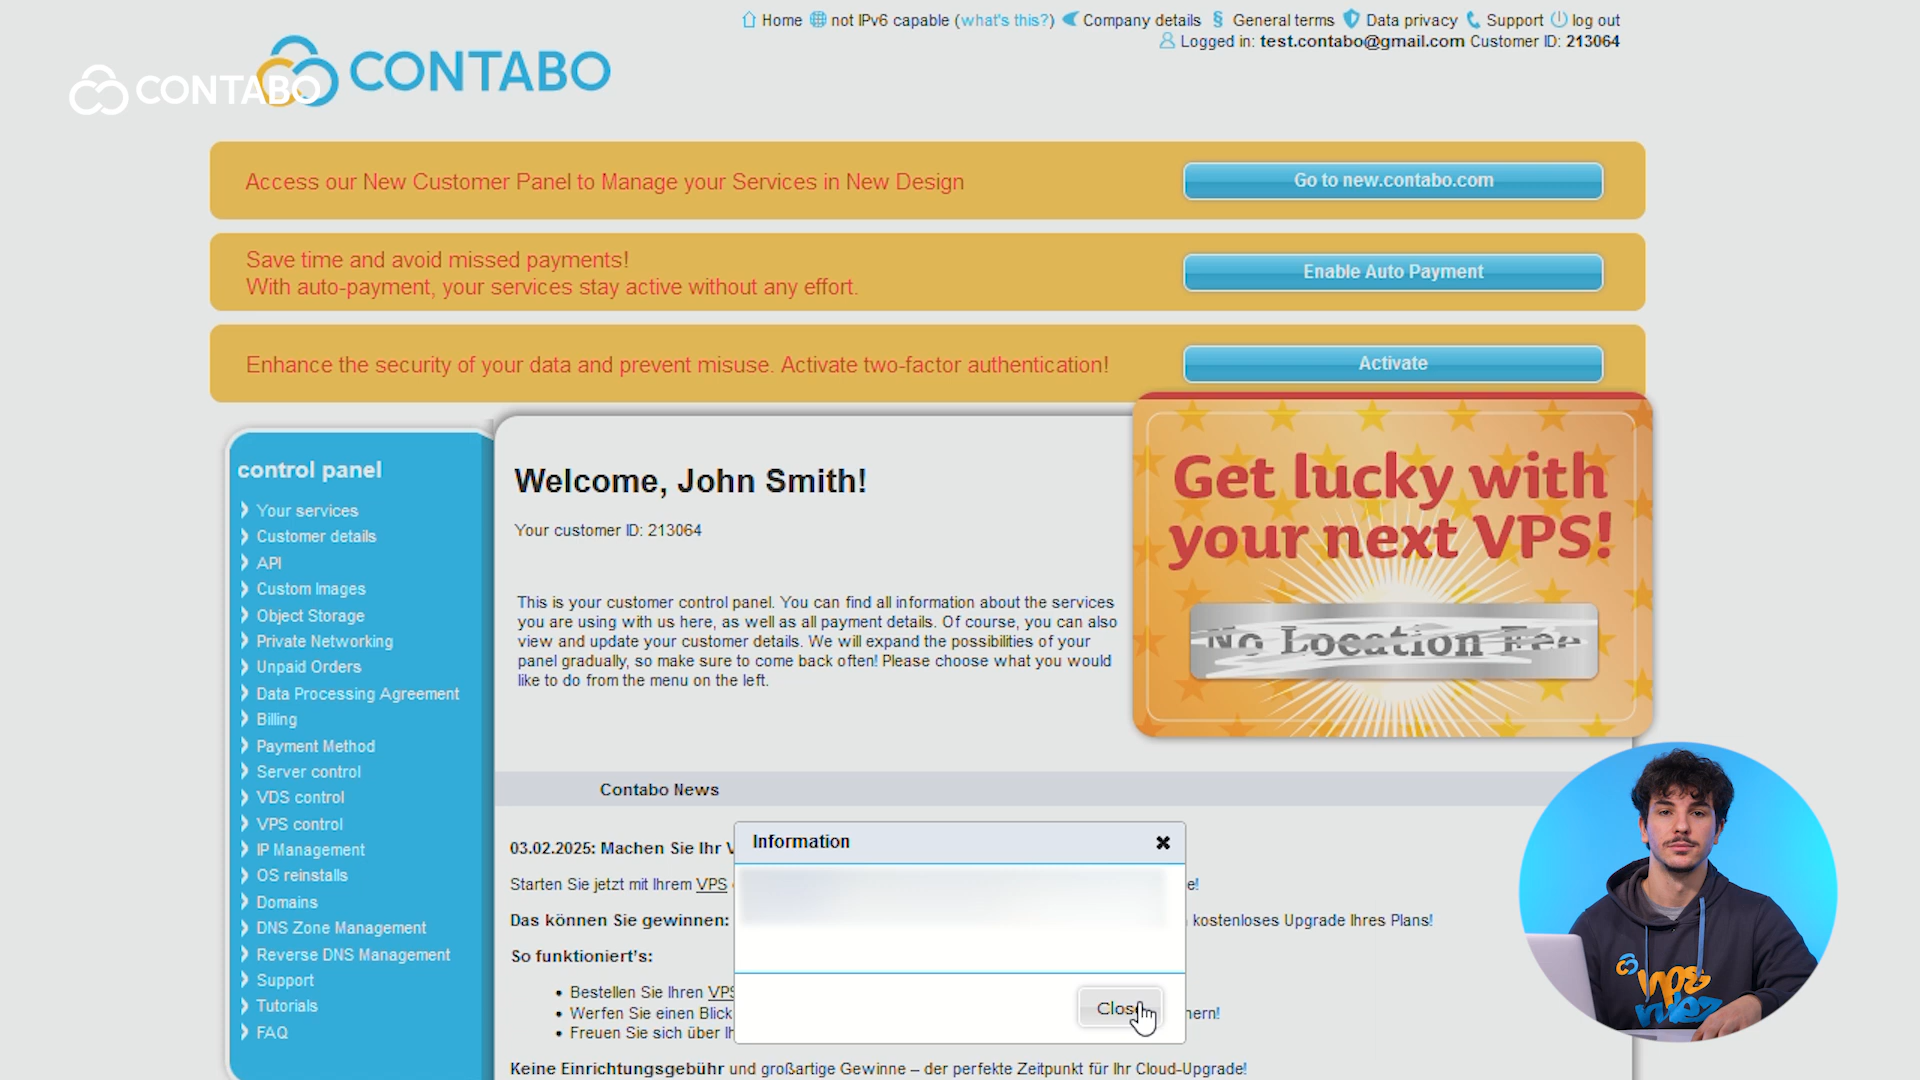 Home not IPv6 capable (what's this?) Company details § General terms Data privacy Support log out
Logged in: test.contabo@gmail.com Customer ID: 213064
CONTABO
CONTABO
Access our New Customer Panel to Manage your Services in New Design
Go to new.contabo.com
Save time and avoid missed payments!
With auto-payment, your services stay active without any effort.
Enable Auto Payment
Enhance the security of your data and prevent misuse. Activate two-factor authentication!
Activate
control panel
Your services
Customer details
API
Custom Images
Object Storage
Private Networking
Unpaid Orders
Data Processing Agreement
Billing
Payment Method
Server control
VDS control
VPS control
IP Management
OS reinstalls
Domains
DNS Zone Management
Reverse DNS Management
Support
Tutorials
FAQ
Welcome, John Smith!
Your customer ID: 213064
This is your customer control panel. You can find all information about the services
you are using with us here, as well as all payment details. Of course, you can also
view and update your customer details. We will expand the possibilities of your
panel gradually, so make sure to come back often! Please choose what you would
like to do from the menu on the left.
Get lucky with
your next VPS!
No Location Fee
Contabo News
03.02.2025: Machen Sie Ihr
Starten Sie jetzt mit Ihrem VPS
Das können Sie gewinnen: kostenloses Upgrade Ihres Plans!
So funktioniert's:
• Bestellen Sie Ihren VPS
• Werfen Sie einen Blick
• Freuen Sie sich über
Keine Einrichtungsgebühr und großartige Gewinne – der perfekte Zeitpunkt für Ihr Cloud-Upgrade!
Information
Close